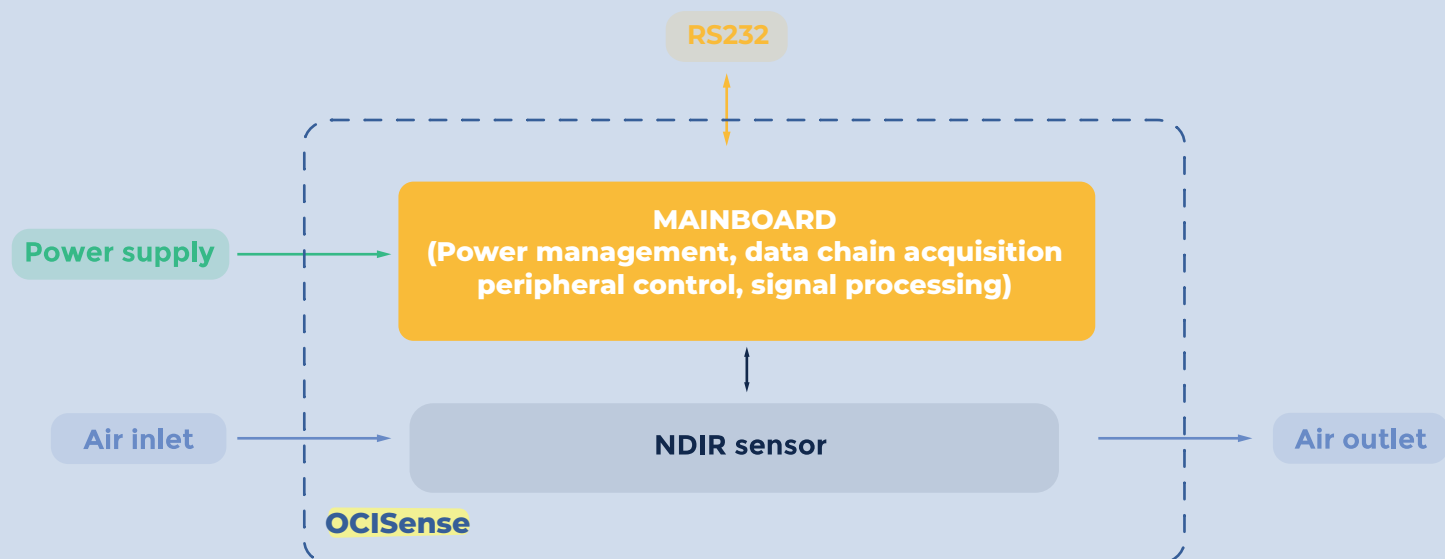 RS232
MAINBOARD
(Power management, data chain acquisition
peripheral control, signal processing)
Power supply
Air inlet
NDIR sensor
Air outlet
OCISense